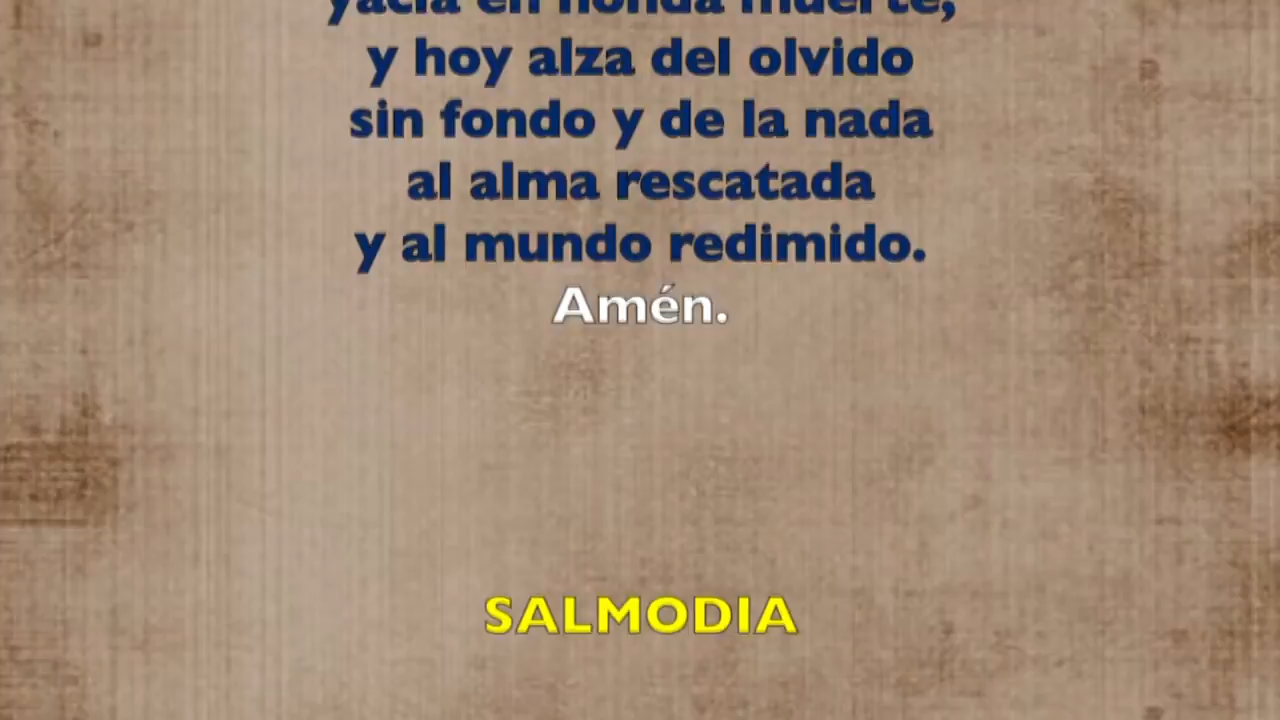 yacía en honda muerte,
y hoy alza del olvido
sin fondo y de la nada
al alma rescatada
y al mundo redimido.
Amén.
SALMODIA